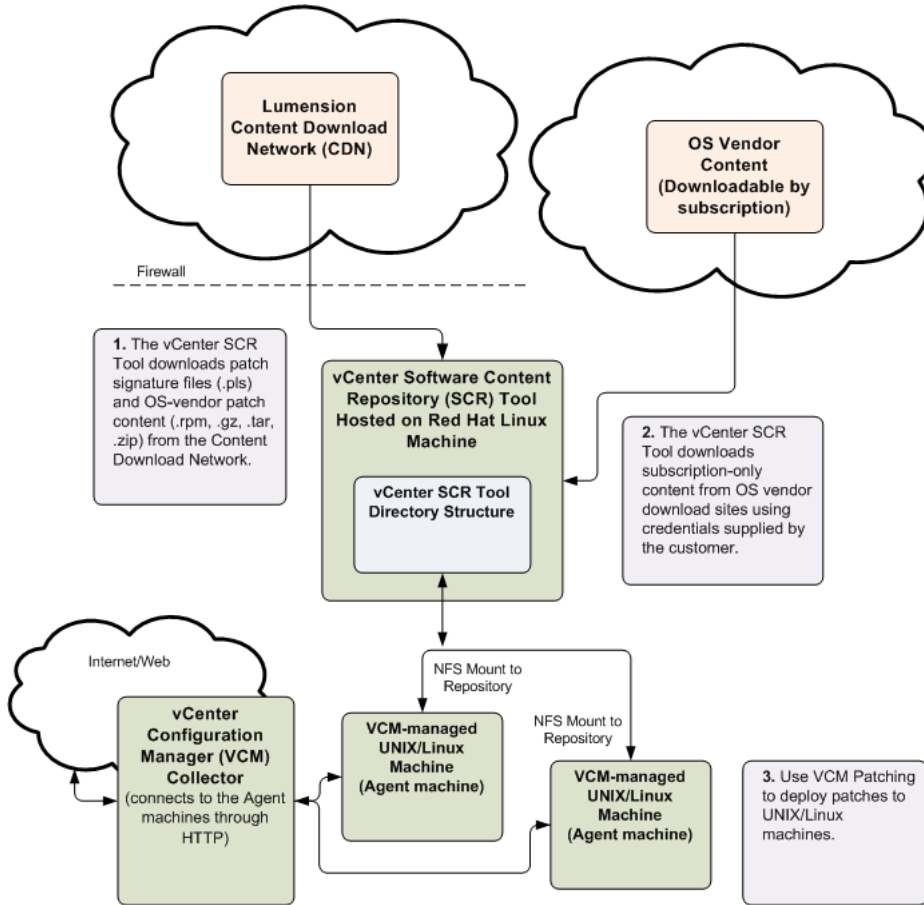 Lumension
Content Download
Network (CDN)
OS Vendor
Content
(Downloadable by
subscription)
Firewall
1. The vCenter SCR
Tool downloads patch
signature files (.pls)
and OS-vendor patch
content (.rpm, .gz, .tar,
.zip) from the Content
Download Network.
vCenter Software Content
Repository (SCR) Tool
Hosted on Red Hat Linux
Machine
vCenter SCR Tool
Directory Structure
2. The vCenter SCR
Tool downloads
subscription-only
content from OS vendor
download sites using
credentials supplied by
the customer.
Internet/Web
NFS Mount to
Repository
NFS Mount to
Repository
vCenter
Configuration
Manager (VCM)
Collector
(connects to the Agent
machines through
HTTP)
VCM-managed
UNIX/Linux
Machine
(Agent machine)
VCM-managed
UNIX/Linux
Machine
(Agent machine)
3. Use VCM Patching
to deploy patches to
UNIX/Linux
machines.